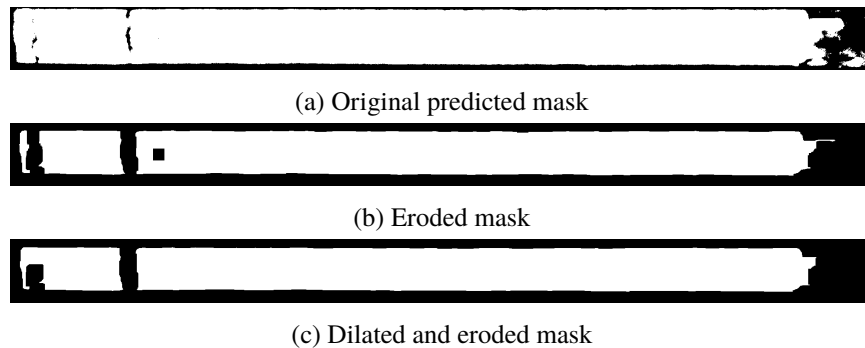 (a) Original predicted mask
(b) Eroded mask
(c) Dilated and eroded mask